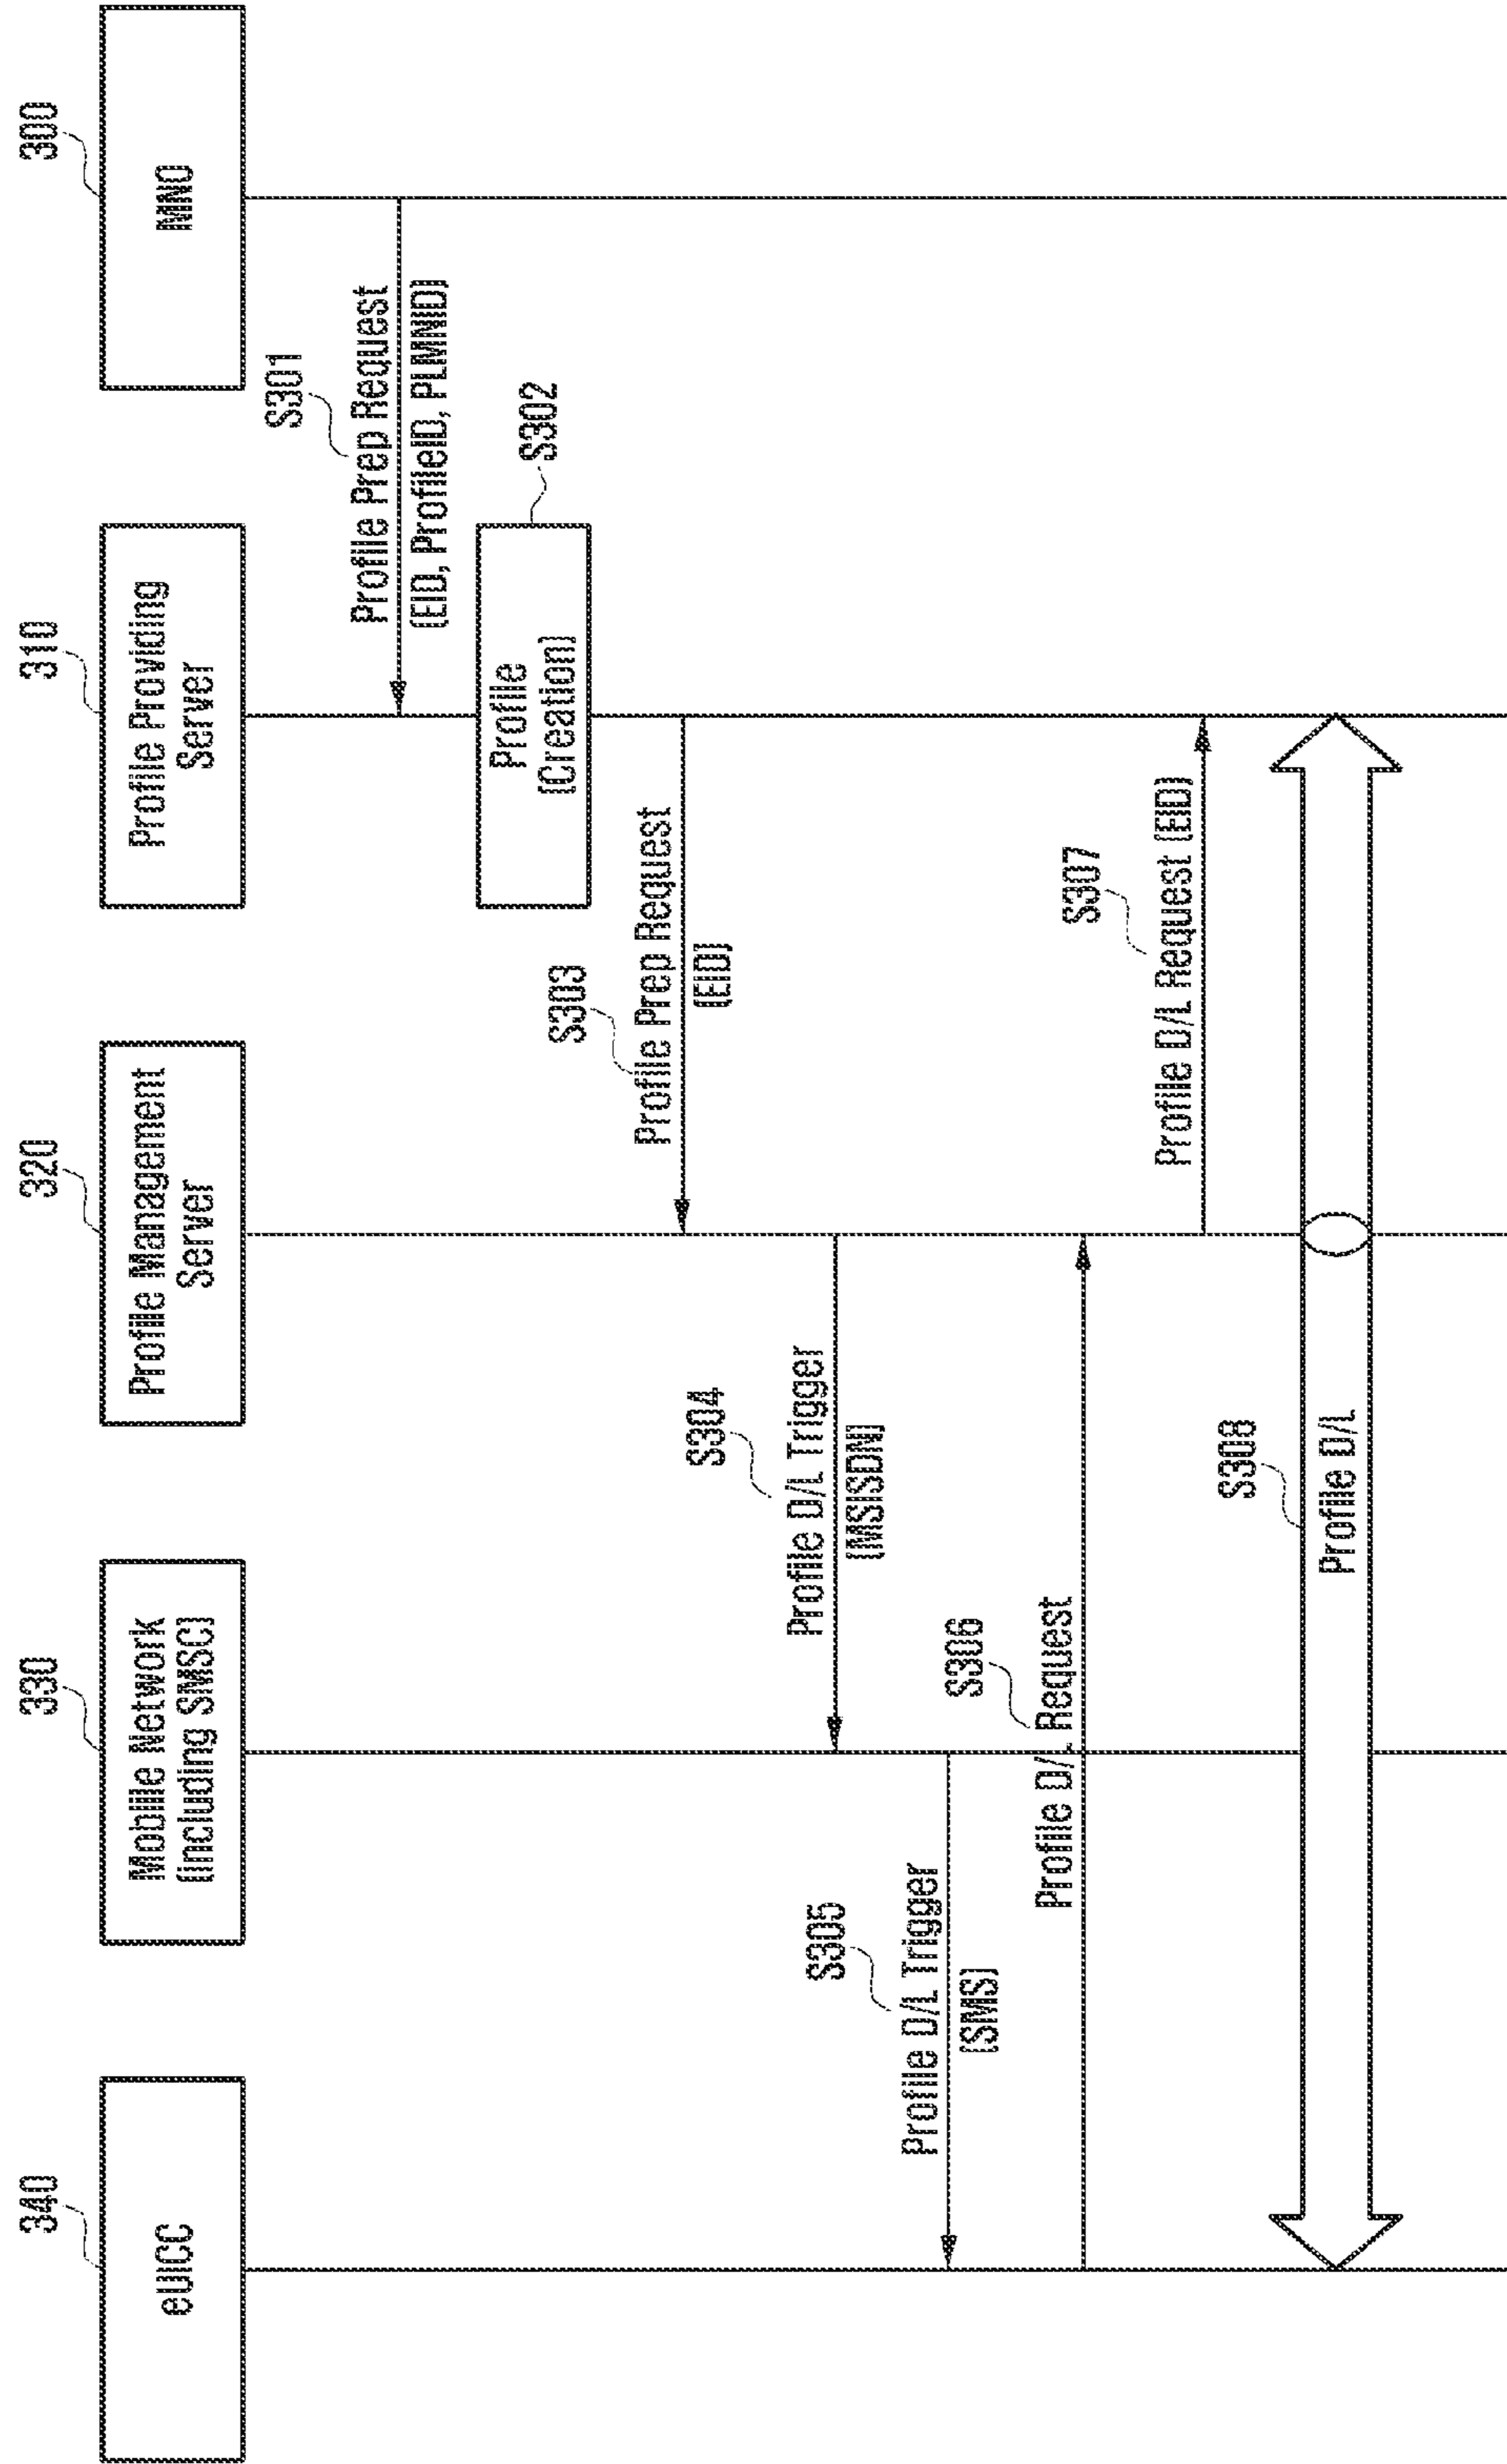 340
eUICC
330
Mobile Network
(including SMSC)
320
Profile Management
Server
310
Profile Providing
Server
300
MNO
S301
Profile Prep Request
(EID, ProfileID, PLMNID)
S302
Profile
(Creation)
S303
Profile Prep Request
(EID)
S304
Profile D/L Trigger
(MSISDN)
S305
Profile D/L Trigger
(SMS)
S306
Profile D/L Request
S307
Profile D/L Request (EID)
S308
Profile D/L